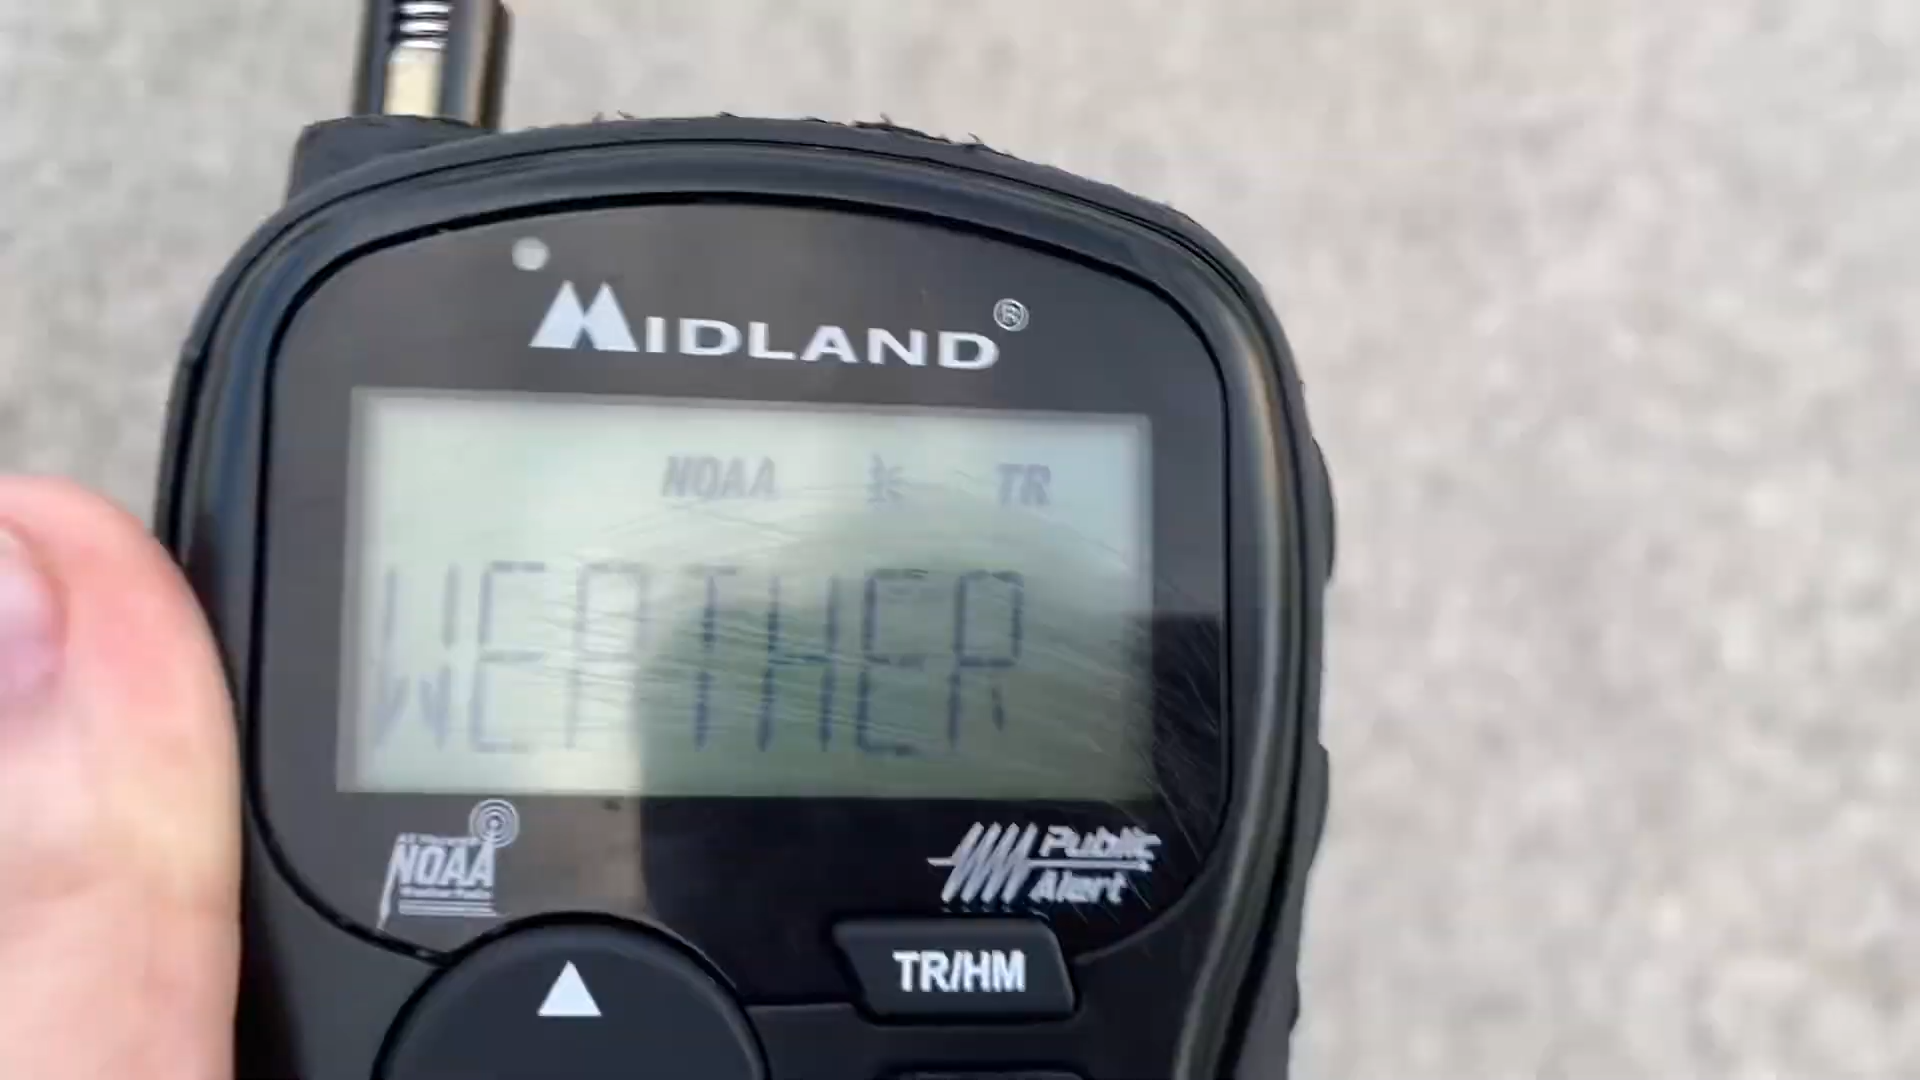 MIDLAND®
NOAA TR
WEATHER
NOAA
Public
Alert
TR/HM